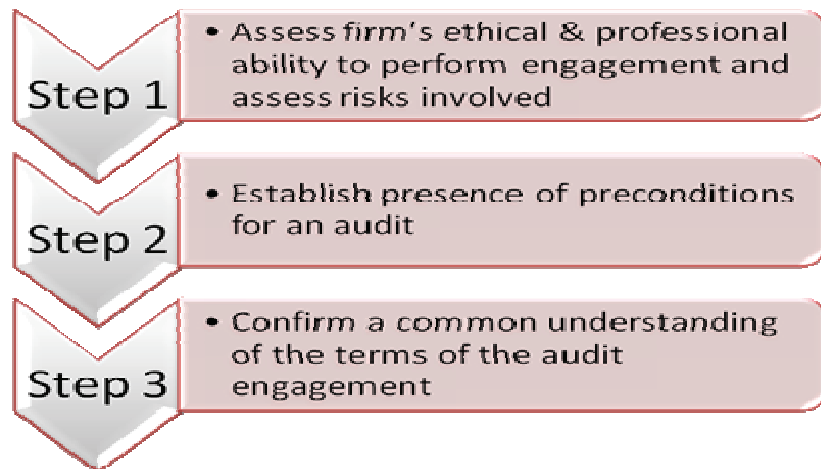 Step 1
• Assess firm's ethical & professional
ability to perform engagement and
assess risks involved
Step 2
• Establish presence of preconditions
for an audit
Step 3
• Confirm a common understanding
of the terms of the audit
engagement